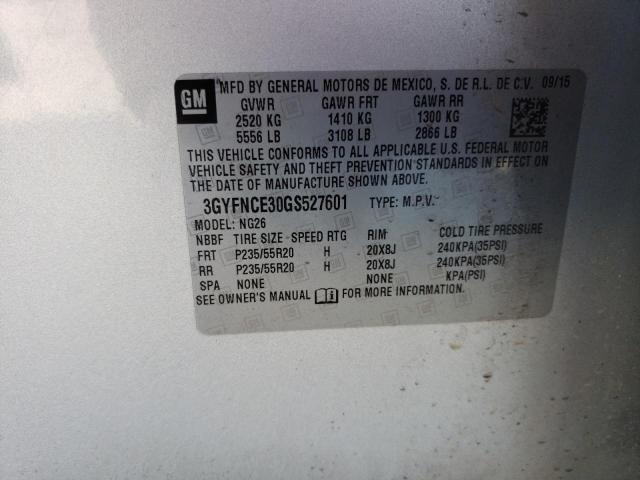 GM
MFD BY GENERAL MOTORS DE MEXICO, S. DE R.L. DE C.V. 09/15
GVWR GAWR FRT GAWR RR
2520 KG 1410 KG 1300 KG
5556 LB 3108 LB 2866 LB
THIS VEHICLE CONFORMS TO ALL APPLICABLE U.S. FEDERAL MOTOR
VEHICLE SAFETY AND THEFT PREVENTION STANDARDS IN EFFECT ON
THE DATE OF MANUFACTURE SHOWN ABOVE.
3GYFNCE30GS527601 TYPE: M.P.V.
MODEL: NG26
NBBF TIRE SIZE SPEED RTG RIM COLD TIRE PRESSURE
FRT P235/55R20 H 20X8J 240KPA(35PSI)
RR P235/55R20 H 20X8J 240KPA(35PSI)
SPA NONE NONE KPA(PSI)
SEE OWNER'S MANUAL FOR MORE INFORMATION.